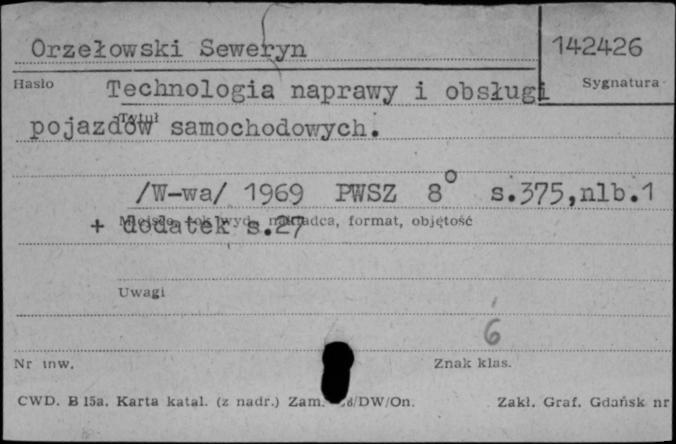 Orzełowski Seweryn 142426
Hasło Technologia naprawy i obsługi Sygnatura
Tytuł
pojazdów samochodowych.
/W-wa/ 1969 PWSZ 8° s.375,nlb.1
Miejsce, rok wyd., nakładca, format, objętość
+ dodatek s.27
Uwagi
6
Nr inw. Znak klas.
CWD. B 15a. Karta katal. (z nadr.) Zam. /DW/On. Zakł. Graf. Gdańsk nr